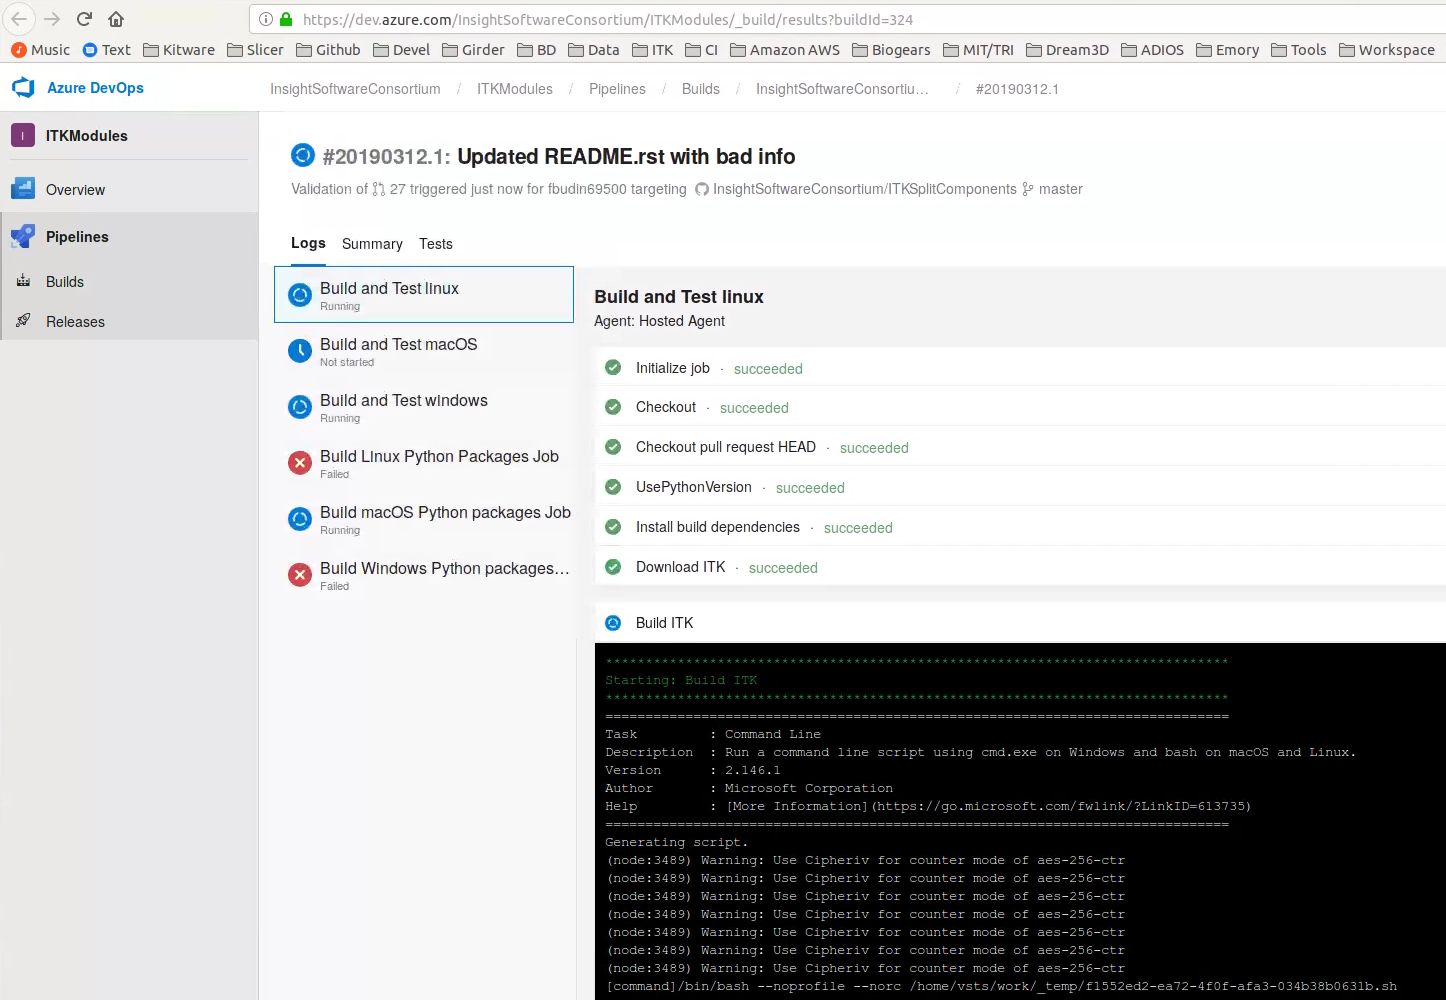 https://dev.azure.com/InsightSoftwareConsortium/ITKModules/_build/results?buildId=324
Music Text Kitware Slicer Github Devel Girder BD Data ITK CI Amazon AWS Biogears MIT/TRI Dream3D ADIOS Emory Tools Workspace
Azure DevOps
InsightSoftwareConsortium / ITKModules / Pipelines / Builds / InsightSoftwareConsortiu… / #20190312.1
I ITKModules
Overview
Pipelines
Builds
Releases
#20190312.1: Updated README.rst with bad info
Validation of 27 triggered just now for fbudin69500 targeting InsightSoftwareConsortium/ITKSplitComponents master
Logs Summary Tests
Build and Test linux
Running
Build and Test macOS
Not started
Build and Test windows
Running
Build Linux Python Packages Job
Failed
Build macOS Python packages Job
Running
Build Windows Python packages…
Failed
Build and Test linux
Agent: Hosted Agent
Initialize job · succeeded
Checkout · succeeded
Checkout pull request HEAD · succeeded
UsePythonVersion · succeeded
Install build dependencies · succeeded
Download ITK · succeeded
Build ITK
******************************************************************************
Starting: Build ITK
******************************************************************************
==============================================================================
Task         : Command Line
Description  : Run a command line script using cmd.exe on Windows and bash on macOS and Linux.
Version      : 2.146.1
Author       : Microsoft Corporation
Help         : [More Information](https://go.microsoft.com/fwlink/?LinkID=613735)
==============================================================================
Generating script.
(node:3489) Warning: Use Cipheriv for counter mode of aes-256-ctr
(node:3489) Warning: Use Cipheriv for counter mode of aes-256-ctr
(node:3489) Warning: Use Cipheriv for counter mode of aes-256-ctr
(node:3489) Warning: Use Cipheriv for counter mode of aes-256-ctr
(node:3489) Warning: Use Cipheriv for counter mode of aes-256-ctr
(node:3489) Warning: Use Cipheriv for counter mode of aes-256-ctr
(node:3489) Warning: Use Cipheriv for counter mode of aes-256-ctr
[command]/bin/bash --noprofile --norc /home/vsts/work/_temp/f1552ed2-ea72-4f0f-afa3-034b38b0631b.sh